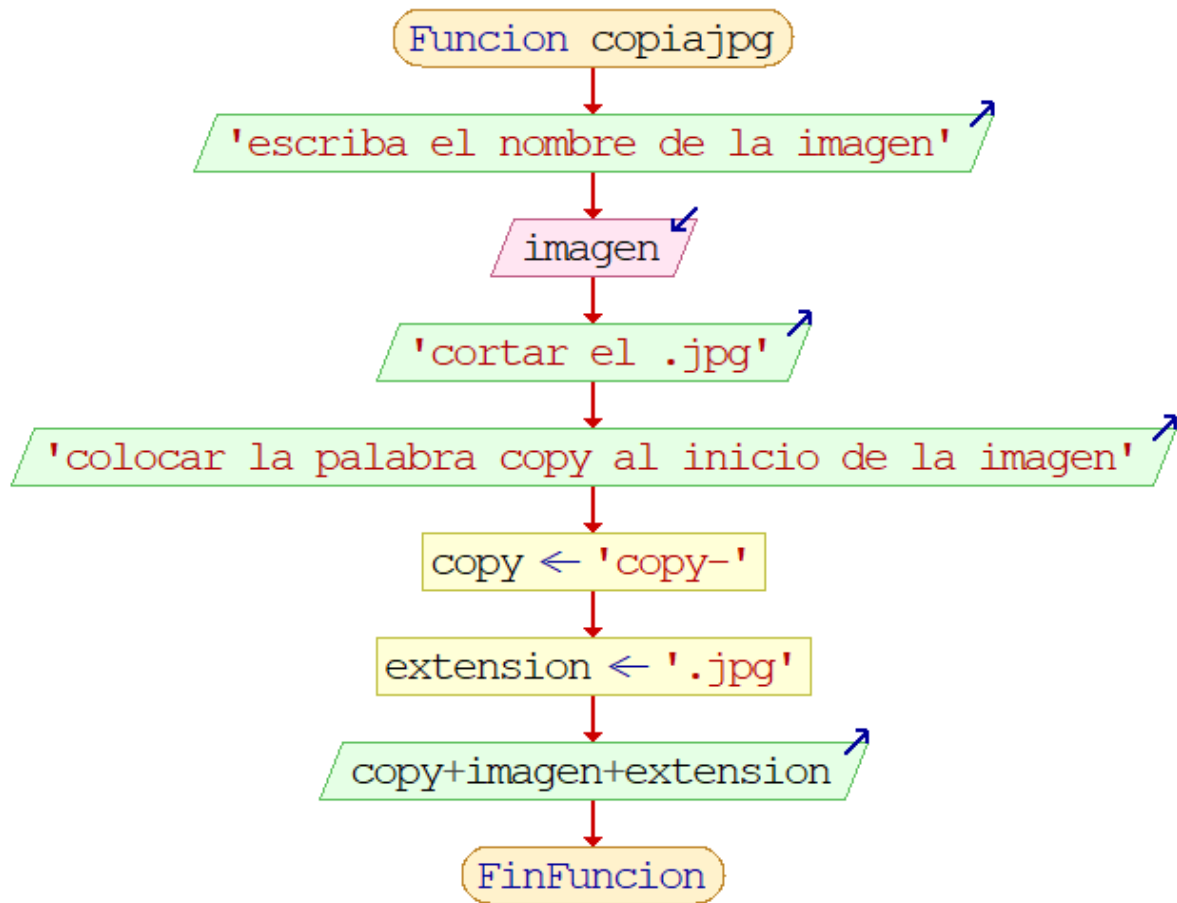 Funcion copiajpg
'escriba el nombre de la imagen'
imagen
'cortar el .jpg'
'colocar la palabra copy al inicio de la imagen'
copy ← 'copy-'
extension ← '.jpg'
copy+imagen+extension
FinFuncion